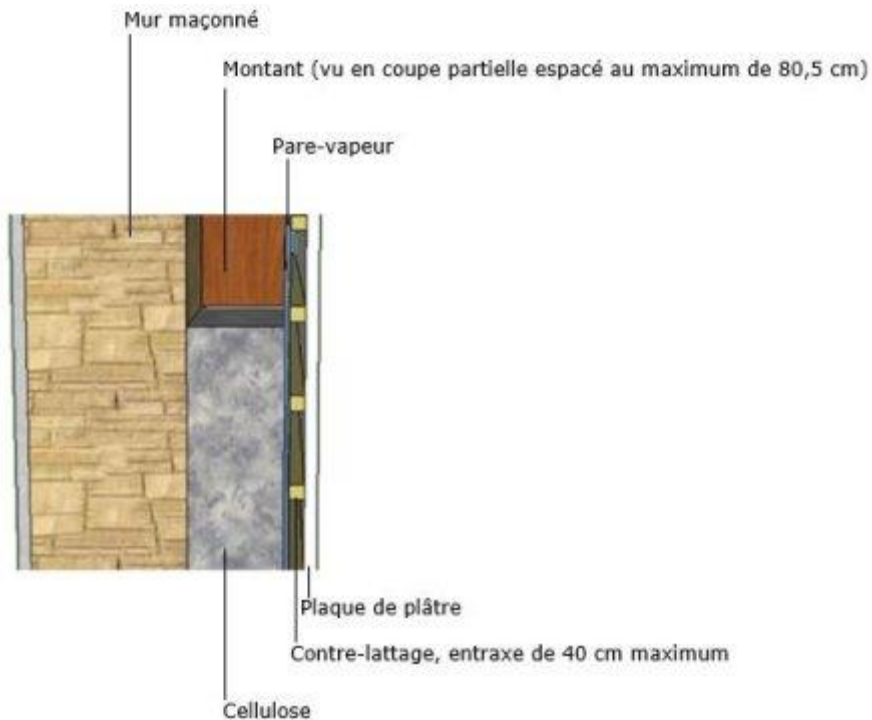 Mur maçonné
Montant (vu en coupe partielle espacé au maximum de 80,5 cm)
Pare-vapeur
Plaque de plâtre
Contre-lattage, entraxe de 40 cm maximum
Cellulose